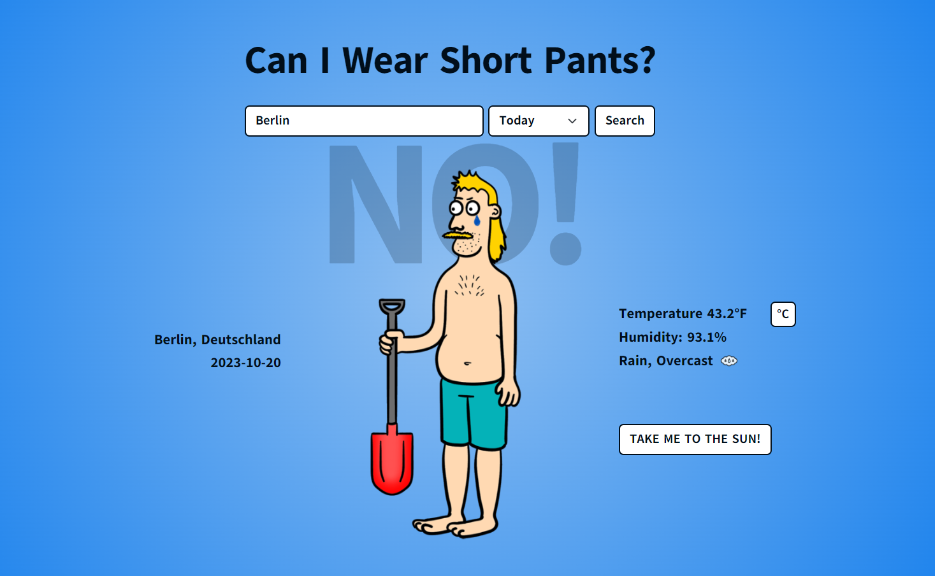 Can I Wear Short Pants?
Berlin
Today
Search
NO!
Berlin, Deutschland
2023-10-20
Temperature 43.2°F
°C
Humidity: 93.1%
Rain, Overcast
TAKE ME TO THE SUN!